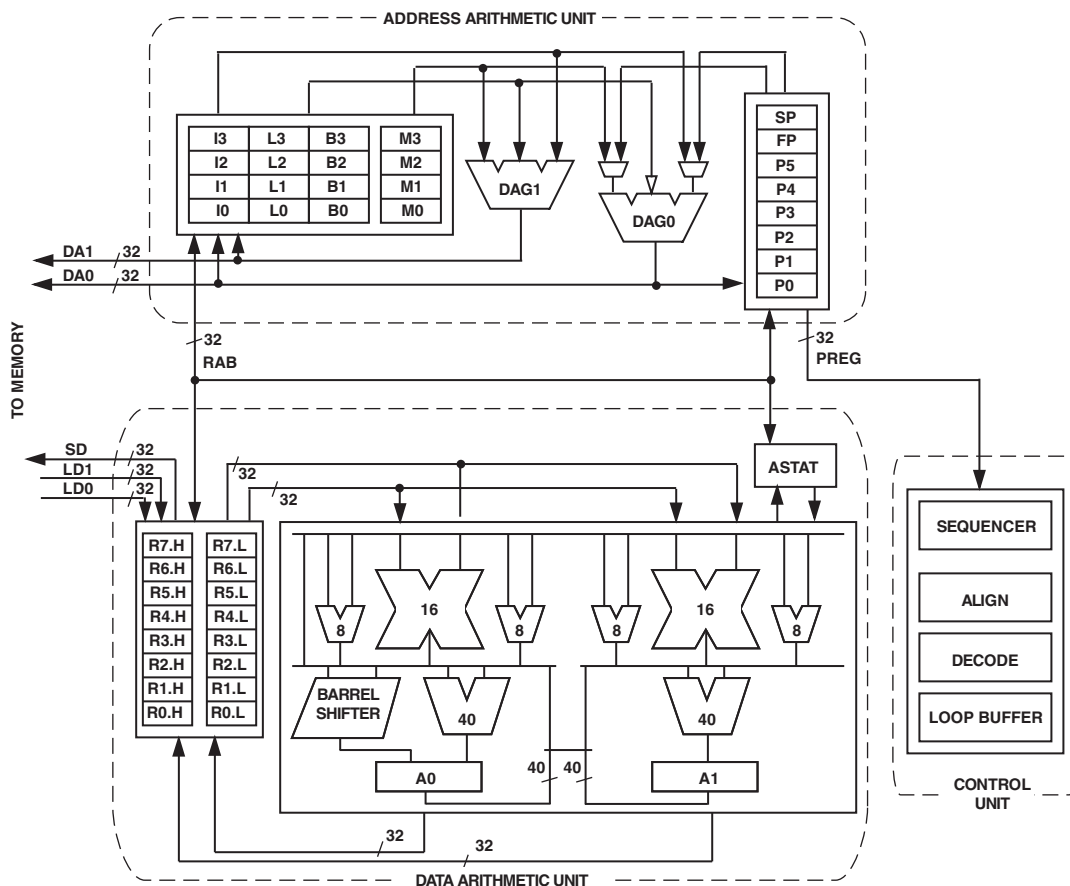 ADDRESS ARITHMETIC UNIT
I3 L3 B3 M3
I2 L2 B2 M2
I1 L1 B1 M1
I0 L0 B0 M0
DAG1
DAG0
SP
FP
P5
P4
P3
P2
P1
P0
DA1 32
DA0 32
TO MEMORY
32
RAB
32
PREG
SD 32
LD1 32
LD0 32
32
32
ASTAT
R7.H R7.L
R6.H R6.L
R5.H R5.L
R4.H R4.L
R3.H R3.L
R2.H R2.L
R1.H R1.L
R0.H R0.L
8 16 8 8 16 8
BARREL
SHIFTER
40
40
A0
40 40
A1
32
32
DATA ARITHMETIC UNIT
SEQUENCER
ALIGN
DECODE
LOOP BUFFER
CONTROL
UNIT